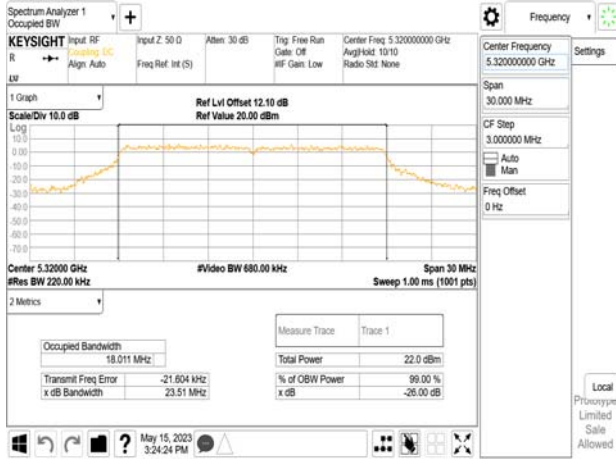 Spectrum Analyzer 1
Occupied BW
+
Frequency
KEYSIGHT
R
LU
Input: RF
Coupling: DC
Align: Auto
Input Z: 50 Ω
Freq Ref: Int (S)
Atten: 30 dB
Trig: Free Run
Gate: Off
#IF Gain: Low
Center Freq: 5.320000000 GHz
Avg|Hold: 10/10
Radio Std: None
Center Frequency
5.320000000 GHz
Settings
Span
30.000 MHz
CF Step
3.000000 MHz
Auto
Man
Freq Offset
0 Hz
1 Graph
Scale/Div 10.0 dB
Ref Lvl Offset 12.10 dB
Ref Value 20.00 dBm
Log
10.0
0.00
-10.0
-20.0
-30.0
-40.0
-50.0
-60.0
-70.0
Center 5.32000 GHz
#Res BW 220.00 kHz
#Video BW 680.00 kHz
Span 30 MHz
Sweep 1.00 ms (1001 pts)
2 Metrics
Measure Trace
Trace 1
Occupied Bandwidth
18.011 MHz
Total Power
22.0 dBm
Transmit Freq Error
-21.604 kHz
% of OBW Power
99.00 %
x dB Bandwidth
23.51 MHz
x dB
-26.00 dB
Local
Prototype
Limited
Sale
Allowed
?
May 15, 2023
3:24:24 PM